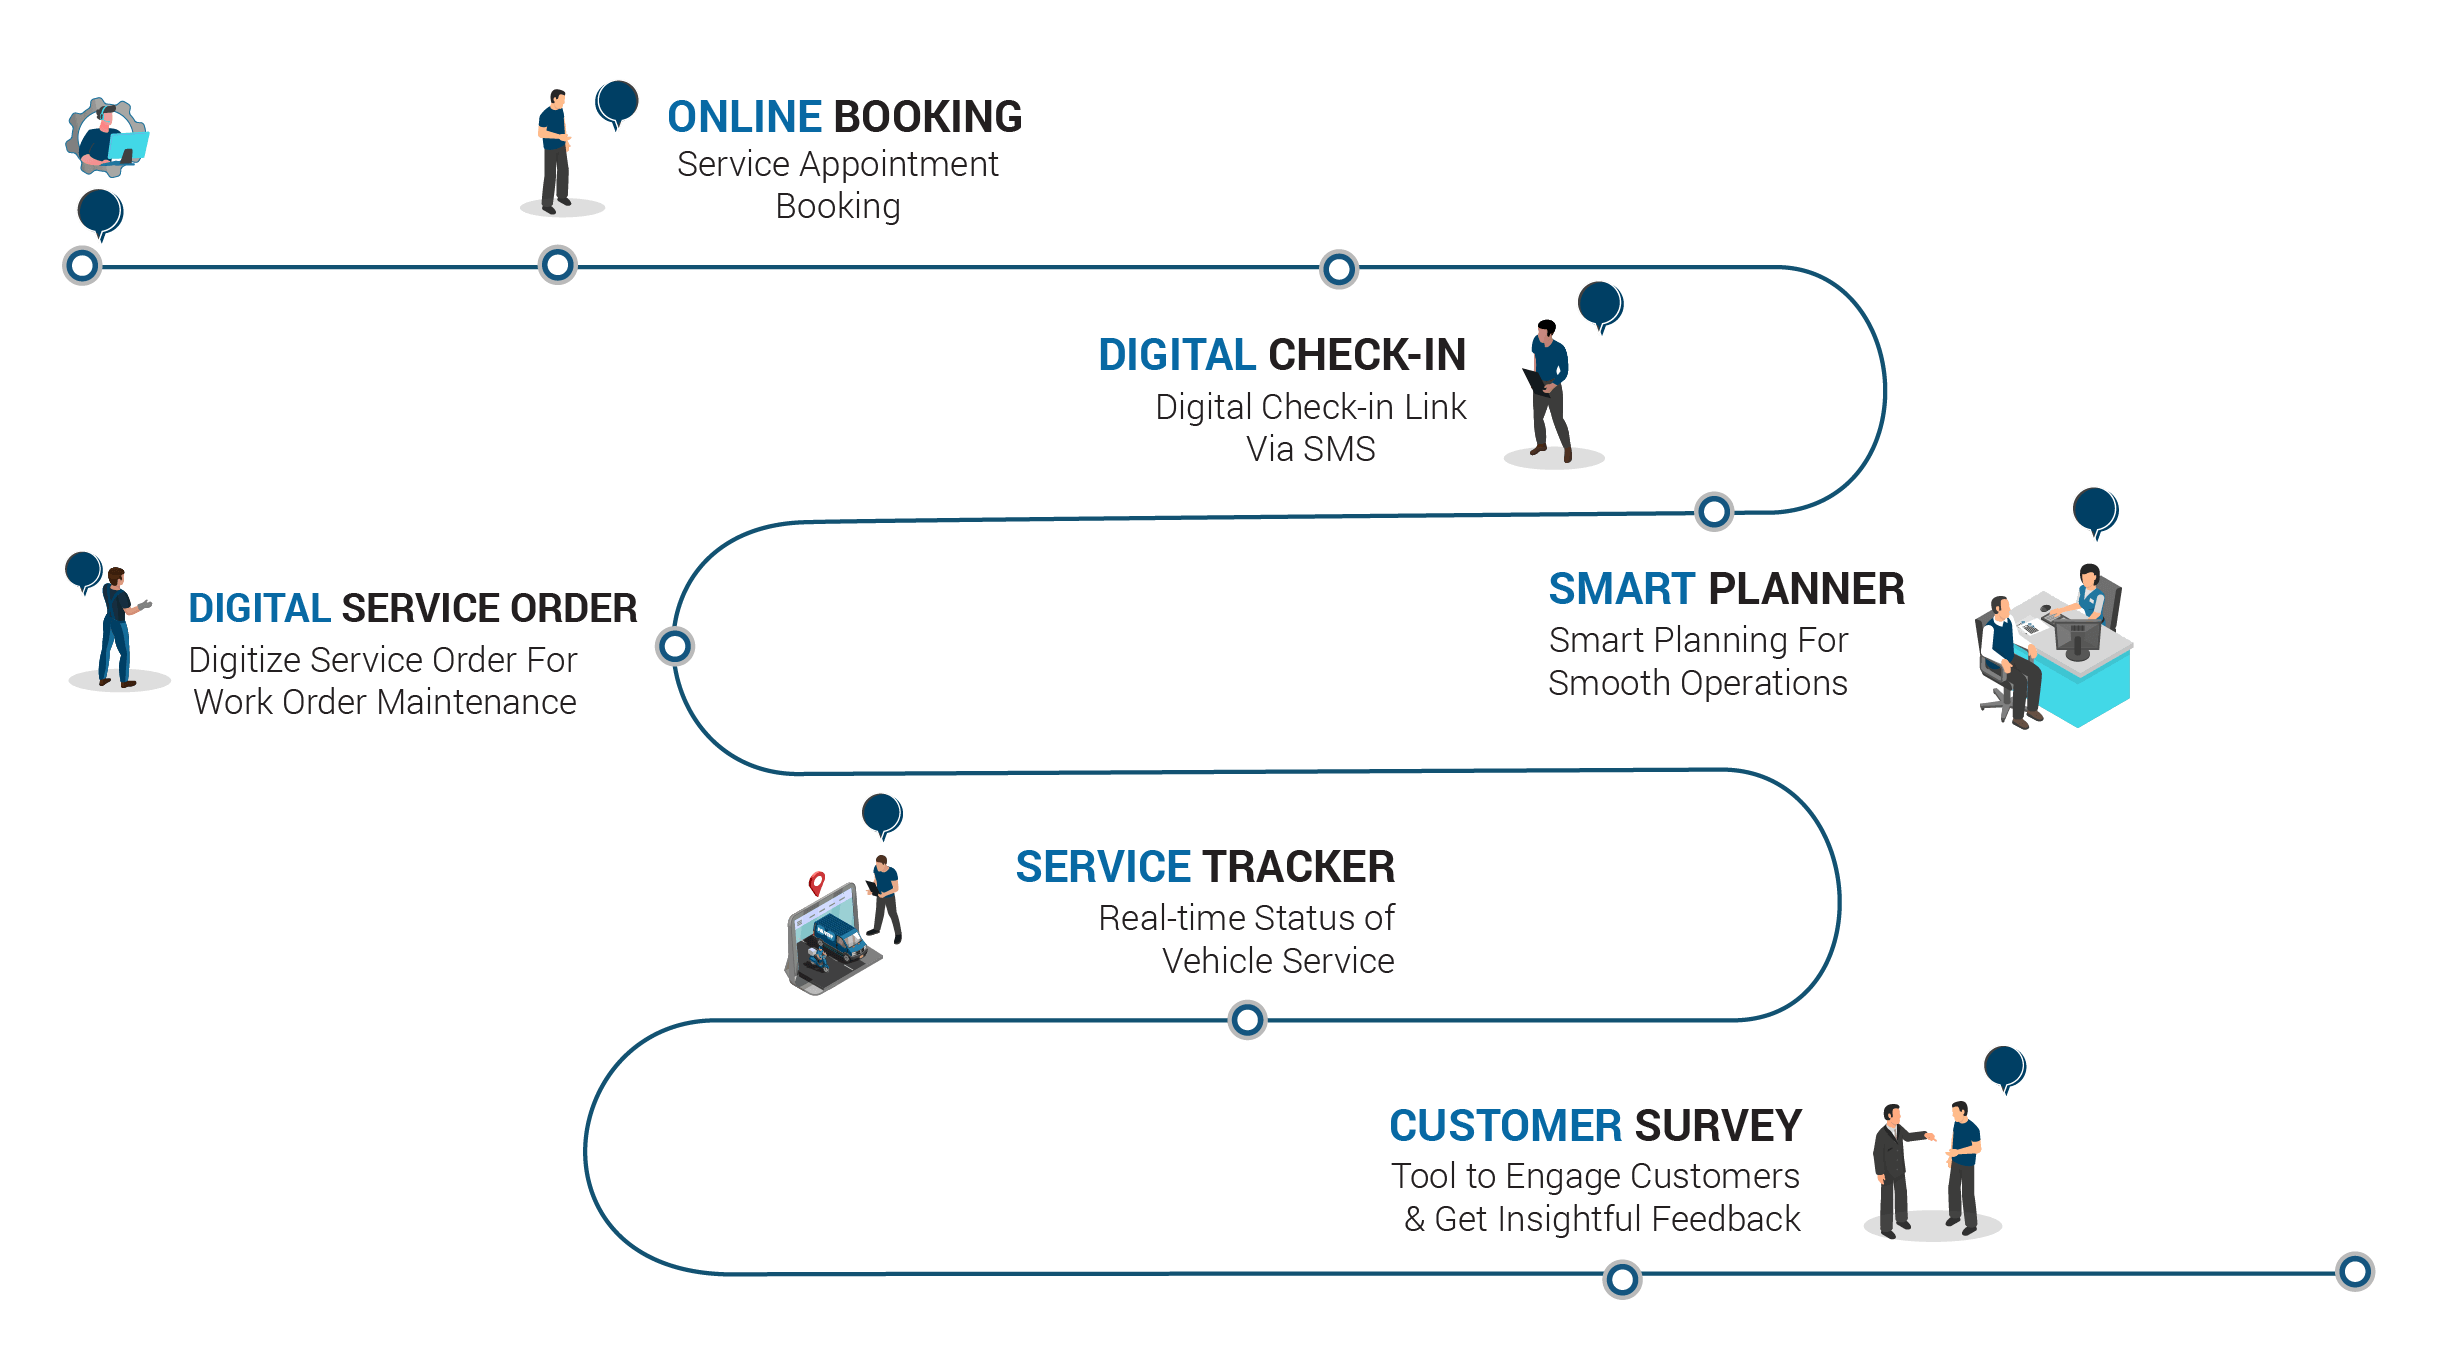 ONLINE BOOKING
Service Appointment
Booking
DIGITAL CHECK-IN
Digital Check-in Link
Via SMS
SMART PLANNER
Smart Planning For
Smooth Operations
DIGITAL SERVICE ORDER
Digitize Service Order For
Work Order Maintenance
SERVICE TRACKER
Real-time Status of
Vehicle Service
CUSTOMER SURVEY
Tool to Engage Customers
& Get Insightful Feedback